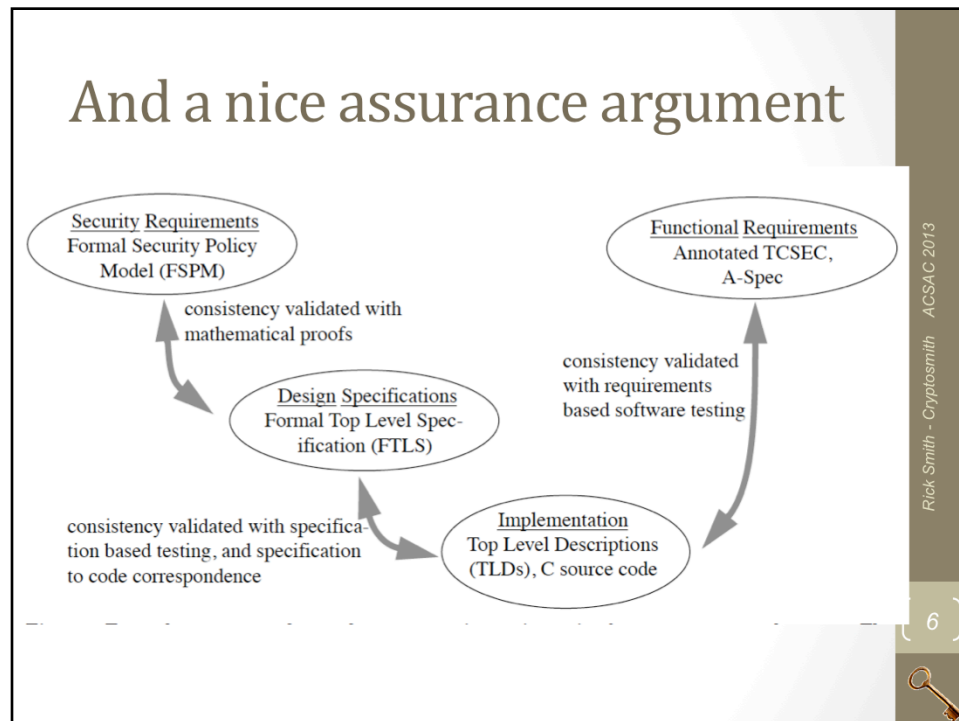 And a nice assurance argument
Security Requirements
Formal Security Policy
Model (FSPM)
Functional Requirements
Annotated TCSEC,
A-Spec
consistency validated with
mathematical proofs
consistency validated
with requirements
based software testing
Design Specifications
Formal Top Level Spec-
ification (FTLS)
consistency validated with specifica-
tion based testing, and specification
to code correspondence
Implementation
Top Level Descriptions
(TLDs), C source code
Rick Smith - Cryptosmith ACSAC 2013
6